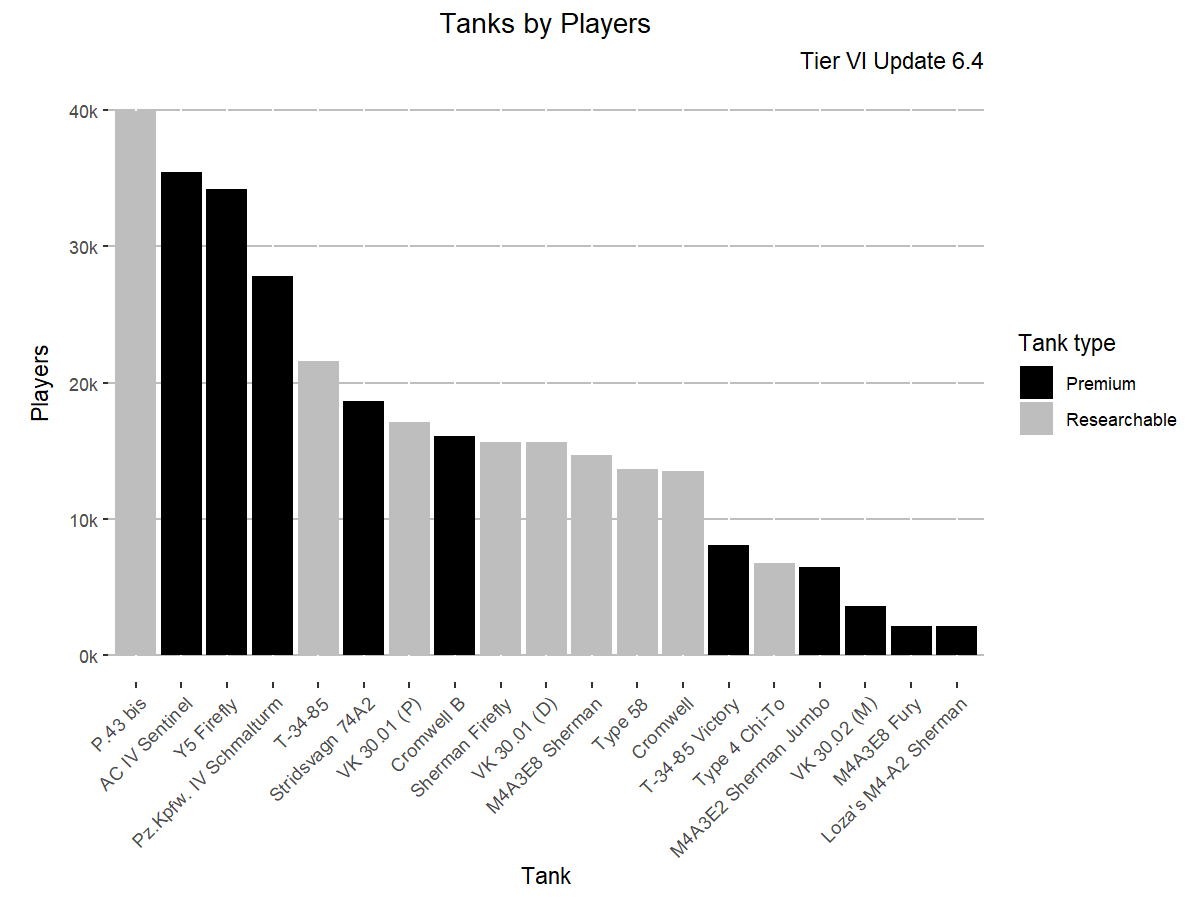 Tanks by Players
Tier VI Update 6.4
40k
30k
20k
10k
0k
Players
P.43 bis
AC IV Sentinel
Y5 Firefly
Pz.Kpfw. IV Schmalturm
T-34-85
Stridsvagn 74A2
VK 30.01 (P)
Cromwell B
Sherman Firefly
VK 30.01 (D)
M4A3E8 Sherman
Type 58
Cromwell
T-34-85 Victory
Type 4 Chi-To
M4A3E2 Sherman Jumbo
VK 30.02 (M)
M4A3E8 Fury
Loza's M4-A2 Sherman
Tank
Tank type
Premium
Researchable